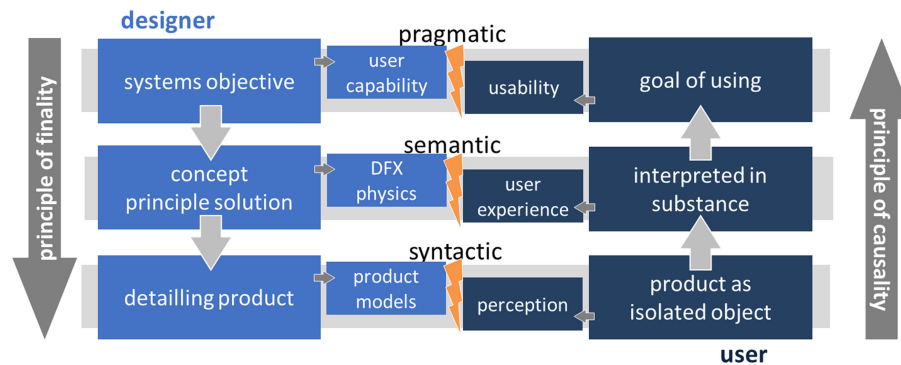 designer
principle of finality
pragmatic
systems objective
user
capability
usability
goal of using
semantic
concept
principle solution
DFX
physics
user
experience
interpreted in
substance
syntactic
detailling product
product
models
perception
product as
isolated object
user
principle of causality